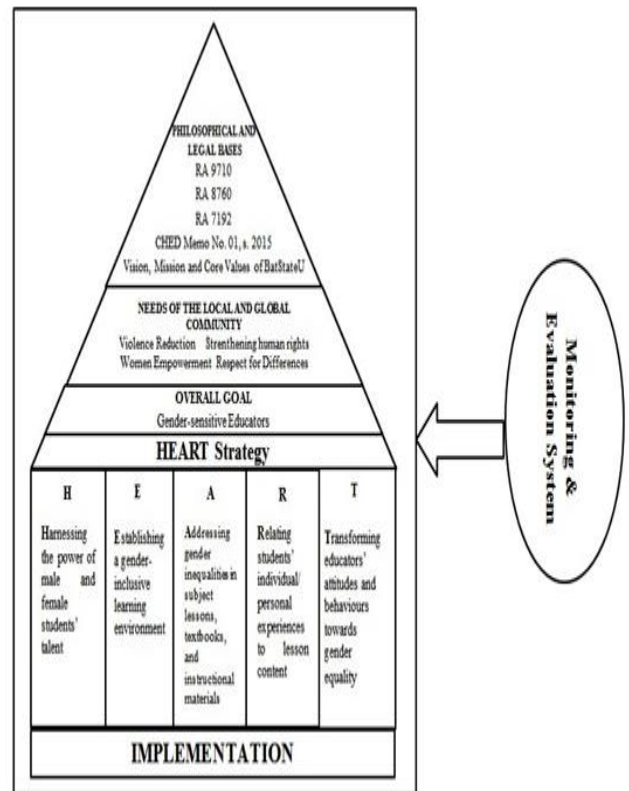 PHILOSOPHICAL AND
LEGAL BASES
RA 9710
RA 8760
RA 7192
CHED Memo No. 01, s. 2015
Vision, Mission and Core Values of BatStateU
NEEDS OF THE LOCAL AND GLOBAL
COMMUNITY
Violence Reduction Strenthening human rights
Women Empowerment Respect for Differences
OVERALL GOAL
Gender-sensitive Educators
HEART Strategy
H
Harnessing
the power of
male and
female
students'
talent
E
Establishing
a gender-
inclusive
learning
environment
A
Addressing
gender
inequalities in
subject
lessons,
textbooks,
and
instructional
materials
R
Relating
students'
individual/
personal
experiences
to lesson
content
T
Transforming
educators'
attitudes and
behaviours
towards
gender
equality
IMPLEMENTATION
Monitoring &
Evaluation System